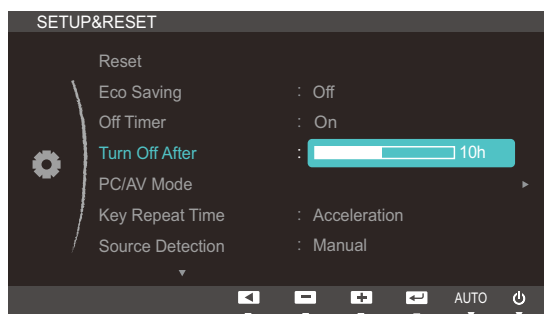 SETUP&RESET
Reset
Eco Saving : Off
Off Timer : On
Turn Off After : 10h
PC/AV Mode
Key Repeat Time : Acceleration
Source Detection : Manual
AUTO